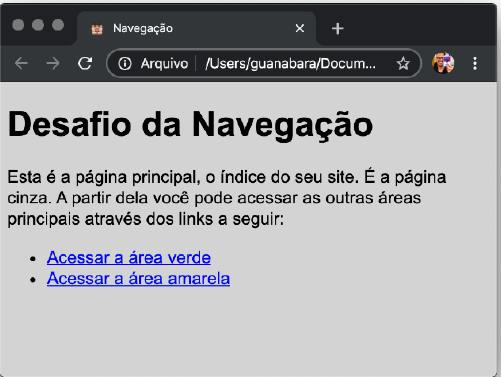 Navegação
Arquivo /Users/guanabara/Docum...
Desafio da Navegação
Esta é a página principal, o índice do seu site. É a página
cinza. A partir dela você pode acessar as outras áreas
principais através dos links a seguir:
Acessar a área verde
Acessar a área amarela